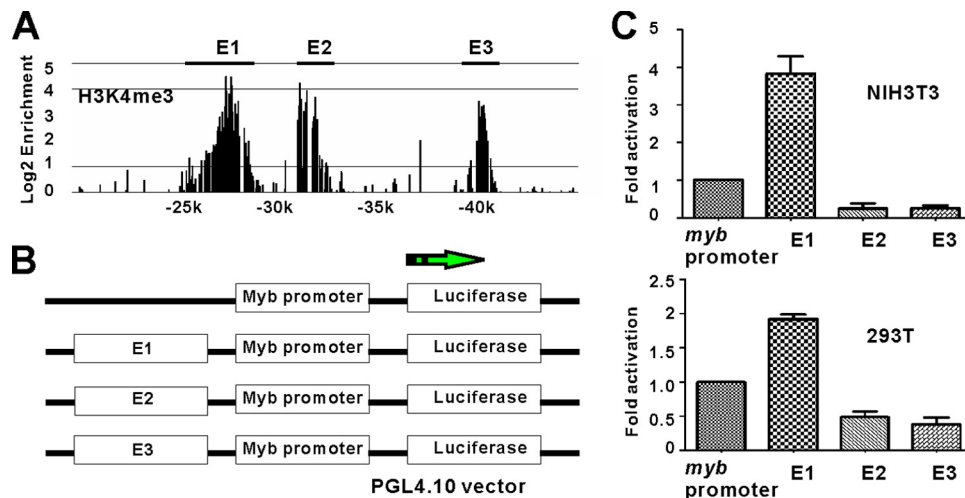 A
E1 E2 E3
H3K4me3
Log2 Enrichment
5
4
3
2
1
0
-25k -30k -35k -40k
B
Myb promoter Luciferase
E1 Myb promoter Luciferase
E2 Myb promoter Luciferase
E3 Myb promoter Luciferase
PGL4.10 vector
C
NIH3T3
Fold activation
5
4
2
1
0
myb promoter E1 E2 E3
293T
Fold activation
2.5
2
1.5
1.0
0.5
0
myb promoter E1 E2 E3